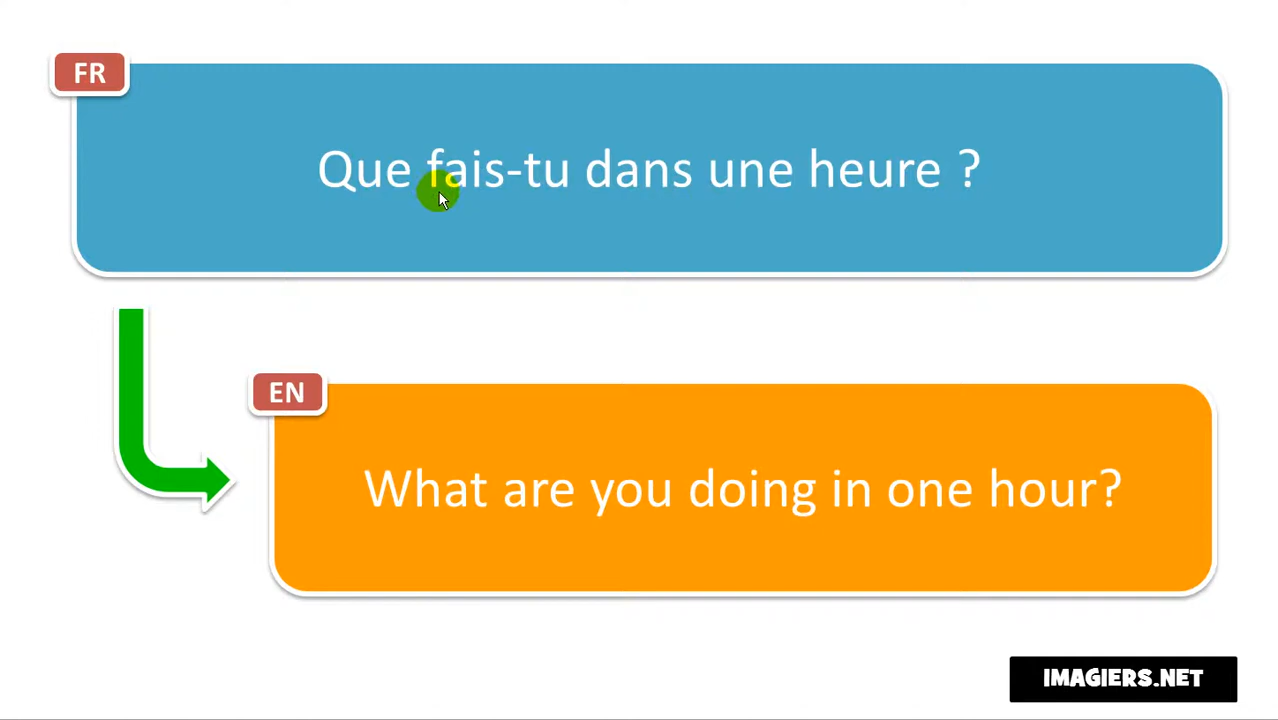 FR
Que fais-tu dans une heure ?
EN
What are you doing in one hour?
IMAGIERS.NET